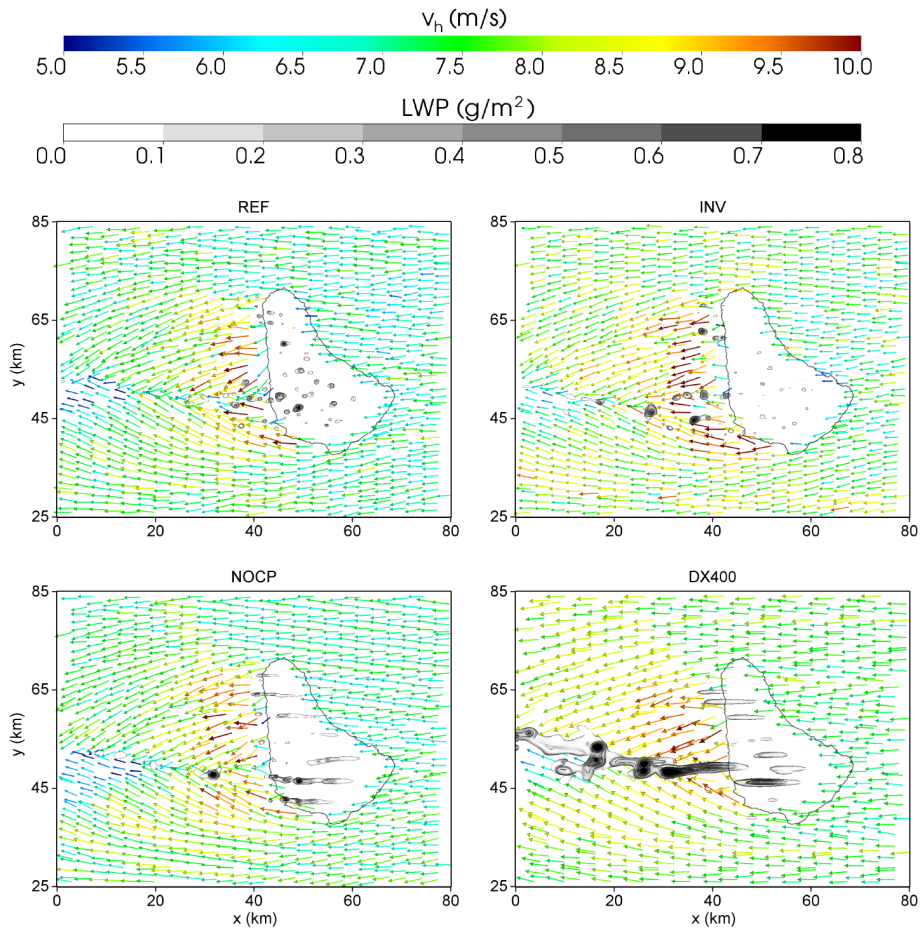 v_h (m/s)
5.0 5.5 6.0 6.5 7.0 7.5 8.0 8.5 9.0 9.5 10.0
LWP (g/m²)
0.0 0.1 0.2 0.3 0.4 0.5 0.6 0.7 0.8
REF INV
85 85
65 65
y (km)
45 45
25 25
0 20 40 60 80 0 20 40 60 80
NOCP DX400
85 85
65 65
y (km)
45 45
25 25
0 20 40 60 80 0 20 40 60 80
x (km) x (km)